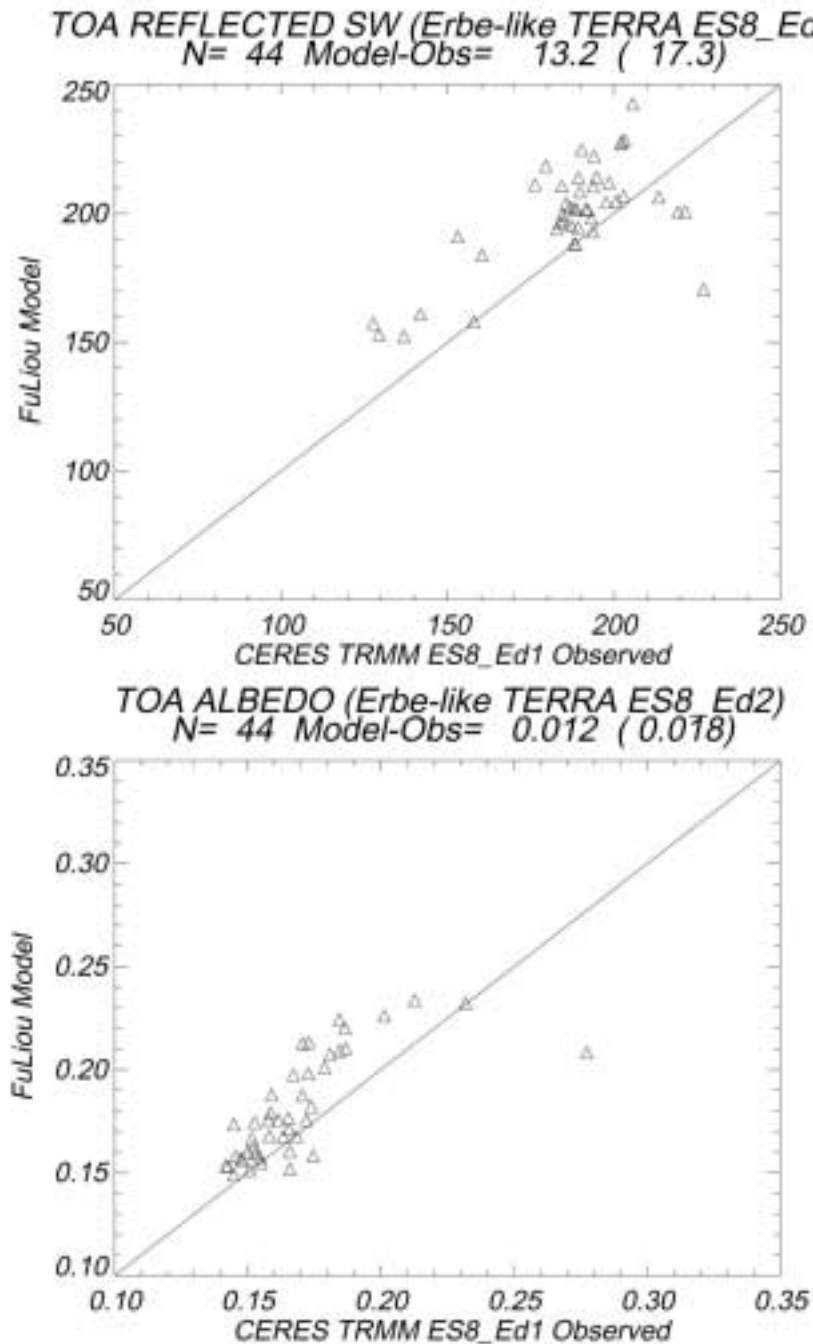 TOA REFLECTED SW (Erbe-like TERRA ES8_Ed
N= 44 Model-Obs= 13.2 ( 17.3)
250
200
150
100
50
FuLiou Model
50 100 150 200 250
CERES TRMM ES8_Ed1 Observed
TOA ALBEDO (Erbe-like TERRA ES8_Ed2)
N= 44 Model-Obs= 0.012 ( 0.018)
0.35
0.30
0.25
0.20
0.15
0.10
FuLiou Model
0.10 0.15 0.20 0.25 0.30 0.35
CERES TRMM ES8_Ed1 Observed